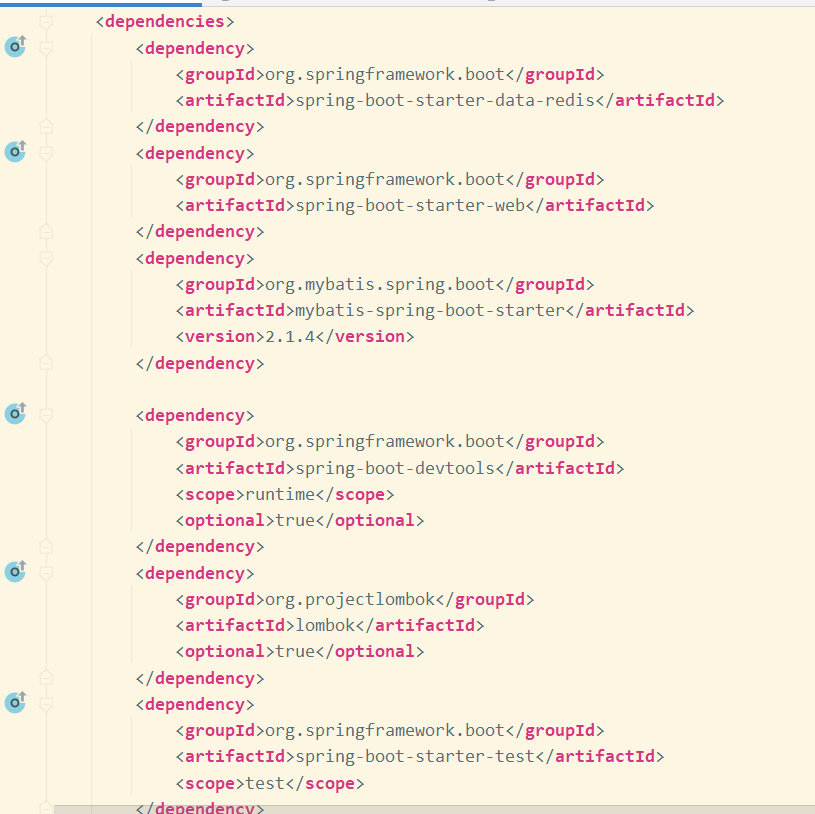 <dependencies>
<dependency>
<groupId>org.springframework.boot</groupId>
<artifactId>spring-boot-starter-data-redis</artifactId>
</dependency>
<dependency>
<groupId>org.springframework.boot</groupId>
<artifactId>spring-boot-starter-web</artifactId>
</dependency>
<dependency>
<groupId>org.mybatis.spring.boot</groupId>
<artifactId>mybatis-spring-boot-starter</artifactId>
<version>2.1.4</version>
</dependency>
<dependency>
<groupId>org.springframework.boot</groupId>
<artifactId>spring-boot-devtools</artifactId>
<scope>runtime</scope>
<optional>true</optional>
</dependency>
<dependency>
<groupId>org.projectlombok</groupId>
<artifactId>lombok</artifactId>
<optional>true</optional>
</dependency>
<dependency>
<groupId>org.springframework.boot</groupId>
<artifactId>spring-boot-starter-test</artifactId>
<scope>test</scope>
</dependency>